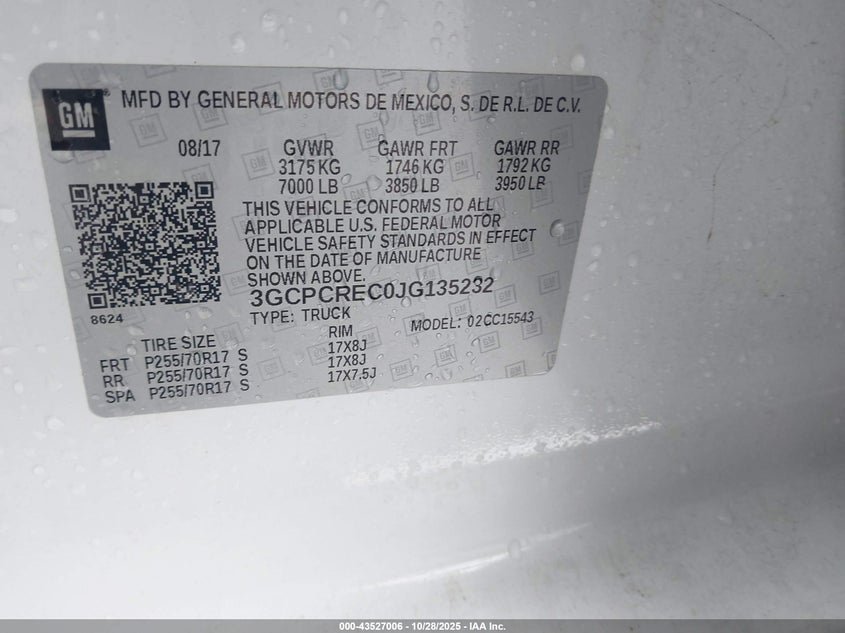 GM
MFD BY GENERAL MOTORS DE MEXICO, S. DE R.L. DE C.V.
08/17 GVWR GAWR FRT GAWR RR
3175 KG 1746 KG 1792 KG
7000 LB 3850 LB 3950 LB
THIS VEHICLE CONFORMS TO ALL
APPLICABLE U.S. FEDERAL MOTOR
VEHICLE SAFETY STANDARDS IN EFFECT
ON THE DATE OF MANUFACTURE
SHOWN ABOVE.
3GCPCREC0JG135232
8624
TYPE: TRUCK MODEL: 02CC15543
TIRE SIZE RIM
FRT P255/70R17 S 17X8J
RR P255/70R17 S 17X8J
SPA P255/70R17 S 17X7.5J
000-43527006 - 10/28/2025 - IAA Inc.